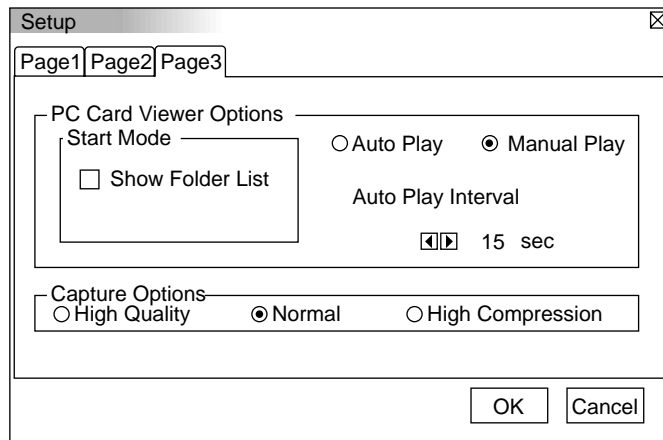 Setup
Page1 Page2 Page3
PC Card Viewer Options
Start Mode
Show Folder List
Auto Play Manual Play
Auto Play Interval
15 sec
Capture Options
High Quality Normal High Compression
OK Cancel